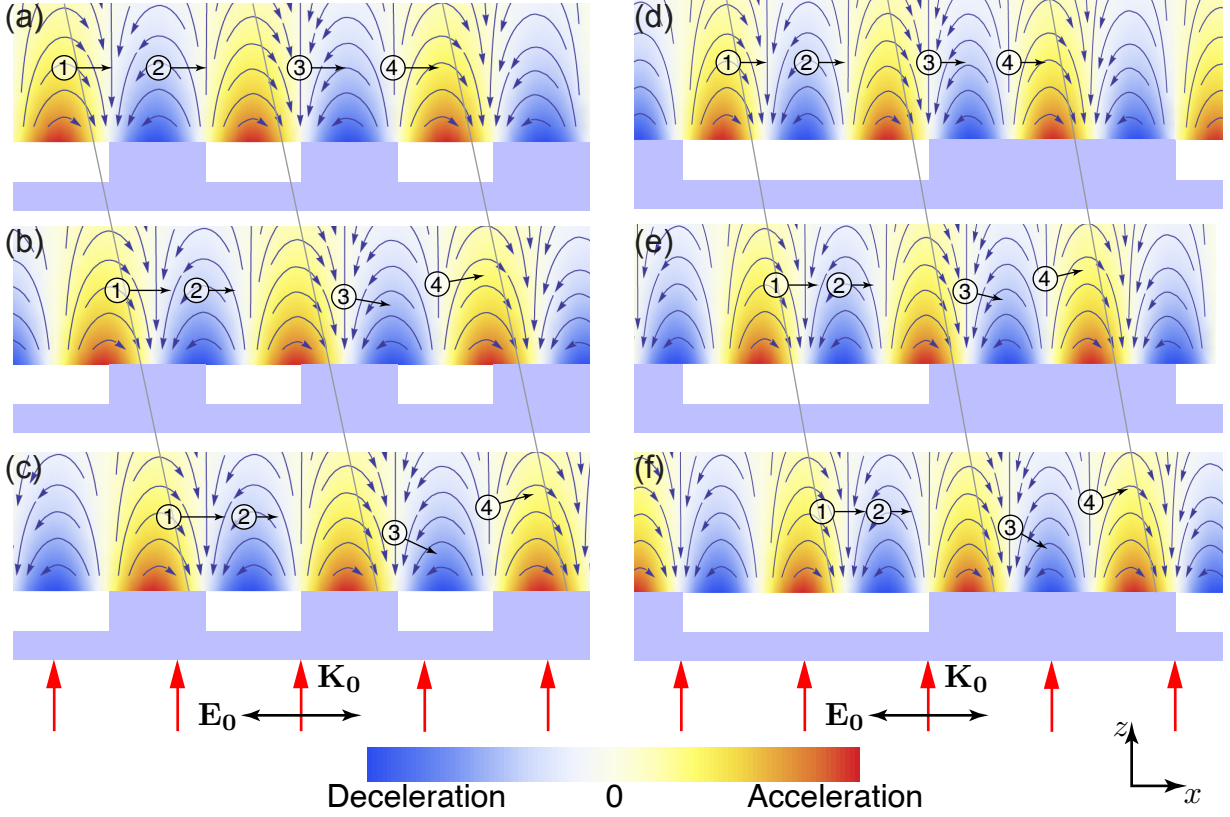 (a)
1 2 3 4
(d)
1 2 3 4
(b)
1 2 3 4
(e)
1 2 3 4
(c)
1 2 3 4
(f)
1 2 3 4
K₀
E₀
K₀
E₀
Deceleration 0 Acceleration
z
x